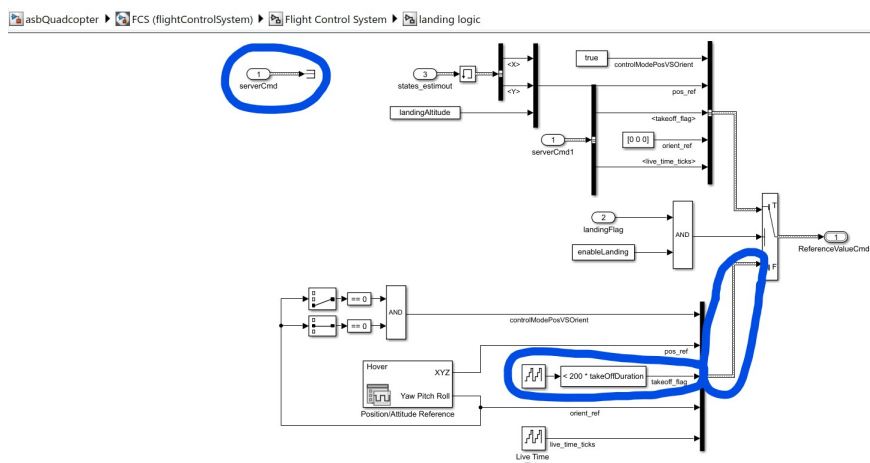 asbQuadcopter FCS (flightControlSystem) Flight Control System landing logic
1
serverCmd
3
states_estimout
<X>
<Y>
landingAltitude
true
controlModePosVSOrient
pos_ref
<takeoff_flag>
1
serverCmd1
[0 0 0]
orient_ref
<live_time_ticks>
2
landingFlag
enableLanding
AND
T
F
1
ReferenceValueCmd
== 0
== 0
AND
controlModePosVSOrient
pos_ref
Hover
XYZ
Yaw Pitch Roll
Position/Attitude Reference
< 200 * takeOffDuration
takeoff_flag
orient_ref
live_time_ticks
Live Time